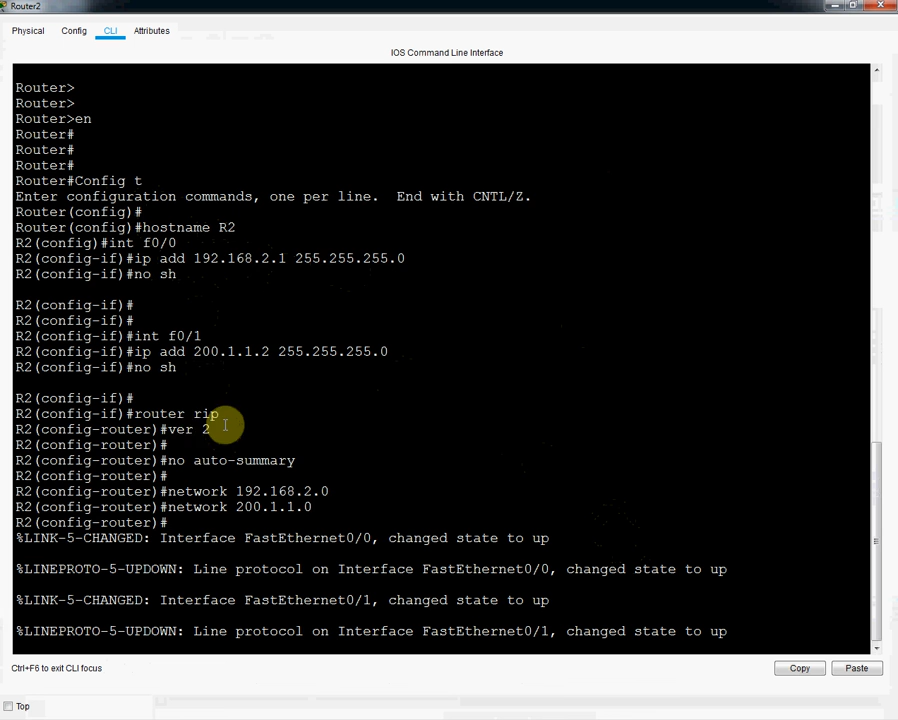 Router2
Physical Config CLI Attributes
IOS Command Line Interface
Router>
Router>
Router>en
Router#
Router#
Router#
Router#Config t
Enter configuration commands, one per line.  End with CNTL/Z.
Router(config)#
Router(config)#hostname R2
R2(config)#int f0/0
R2(config-if)#ip add 192.168.2.1 255.255.255.0
R2(config-if)#no sh
R2(config-if)#
R2(config-if)#
R2(config-if)#int f0/1
R2(config-if)#ip add 200.1.1.2 255.255.255.0
R2(config-if)#no sh
R2(config-if)#
R2(config-if)#router rip
R2(config-router)#ver 2
R2(config-router)#
R2(config-router)#no auto-summary
R2(config-router)#
R2(config-router)#network 192.168.2.0
R2(config-router)#network 200.1.1.0
R2(config-router)#
%LINK-5-CHANGED: Interface FastEthernet0/0, changed state to up
%LINEPROTO-5-UPDOWN: Line protocol on Interface FastEthernet0/0, changed state to up
%LINK-5-CHANGED: Interface FastEthernet0/1, changed state to up
%LINEPROTO-5-UPDOWN: Line protocol on Interface FastEthernet0/1, changed state to up
Ctrl+F6 to exit CLI focus
Copy Paste
Top